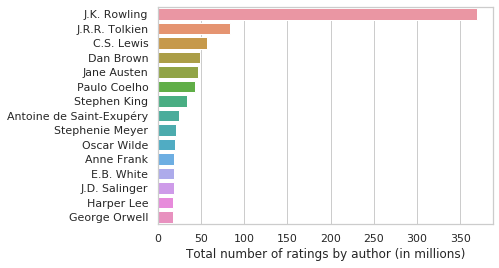 J.K. Rowling
J.R.R. Tolkien
C.S. Lewis
Dan Brown
Jane Austen
Paulo Coelho
Stephen King
Antoine de Saint-Exupéry
Stephenie Meyer
Oscar Wilde
Anne Frank
E.B. White
J.D. Salinger
Harper Lee
George Orwell
0 50 100 150 200 250 300 350
Total number of ratings by author (in millions)